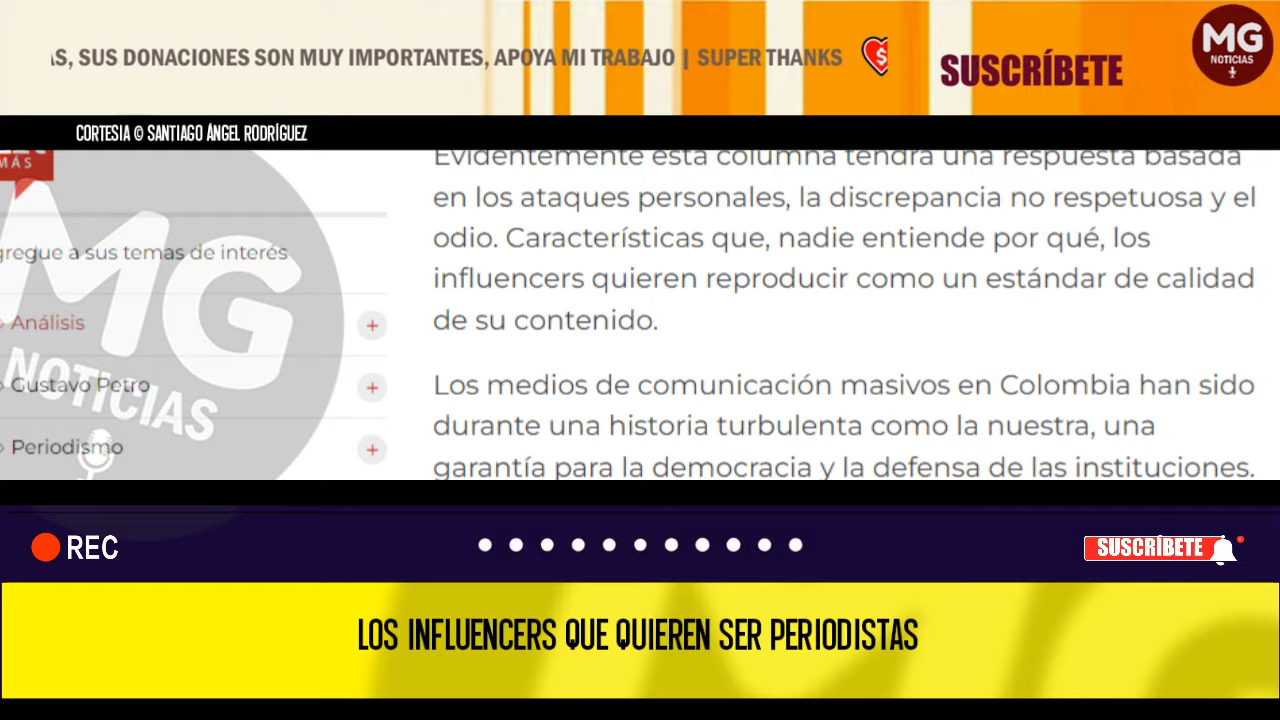 AS, SUS DONACIONES SON MUY IMPORTANTES, APOYA MI TRABAJO | SUPER THANKS
SUSCRÍBETE
MG
NOTICIAS
CORTESIA © SANTIAGO ÁNGEL RODRÍGUEZ
MÁS
Evidentemente esta columna tendrá una respuesta basada
en los ataques personales, la discrepancia no respetuosa y el
odio. Características que, nadie entiende por qué, los
influencers quieren reproducir como un estándar de calidad
de su contenido.
gregue a sus temas de interés
Análisis +
Gustavo Petro +
Periodismo +
MG
NOTICIAS
Los medios de comunicación masivos en Colombia han sido
durante una historia turbulenta como la nuestra, una
garantía para la democracia y la defensa de las instituciones.
REC
SUSCRÍBETE
LOS INFLUENCERS QUE QUIEREN SER PERIODISTAS